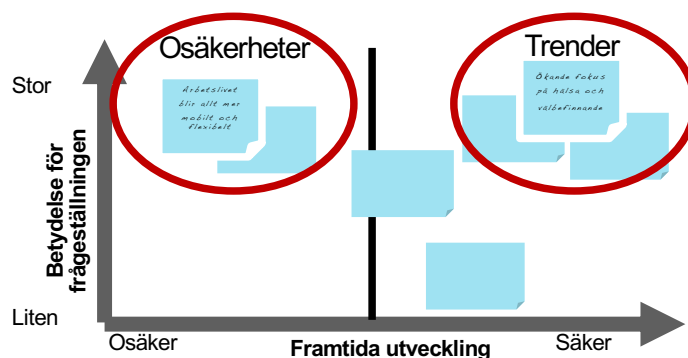 Osäkerheter
Trender
Stor
Arbetslivet
blir allt mer
mobilt och
flexibelt
Ökande fokus
på hälsa och
välbefinnande
Betydelse för
frågeställningen
Liten
Osäker
Framtida utveckling
Säker